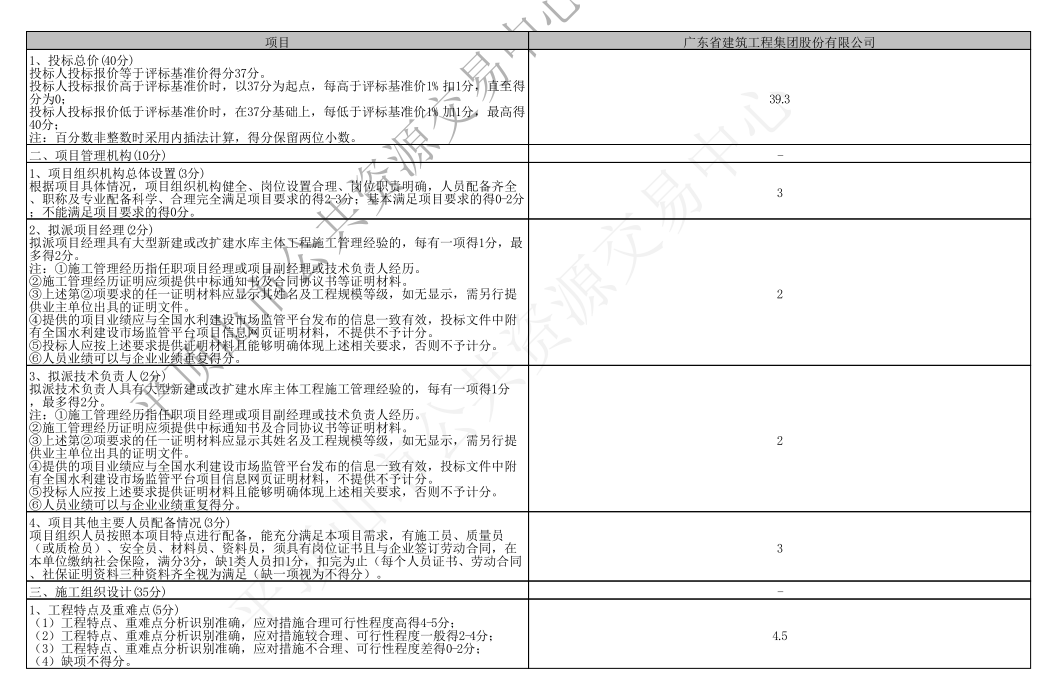 项目
广东省建筑工程集团股份有限公司
1、投标总价(40分)
投标人投标报价等于评标基准价得分37分。
投标人投标报价高于评标基准价时，以37分为起点，每高于评标基准价1% 扣1分，直至得
分为0;
投标人投标报价低于评标基准价时，在37分基础上，每低于评标基准价1% 加1分，最高得
40分;
注：百分数非整数时采用内插法计算，得分保留两位小数。
39.3
二、项目管理机构(10分)
-
1、项目组织机构总体设置(3分)
根据项目具体情况，项目组织机构健全、岗位设置合理、岗位职责明确，人员配备齐全
、职称及专业配备科学、合理完全满足项目要求的得2-3分；基本满足项目要求的得0-2分
；不能满足项目要求的得0分。
3
2、拟派项目经理(2分)
拟派项目经理具有大型新建或改扩建水库主体工程施工管理经验的，每有一项得1分，最
多得2分。
注：①施工管理经历指任职项目经理或项目副经理或技术负责人经历。
②施工管理经历证明应须提供中标通知书及合同协议书等证明材料。
③上述第②项要求的任一证明材料应显示其姓名及工程规模等级，如无显示，需另行提
供业主单位出具的证明文件。
④提供的项目业绩应与全国水利建设市场监管平台发布的信息一致有效，投标文件中附
有全国水利建设市场监管平台项目信息网页证明材料，不提供不予计分。
⑤投标人应按上述要求提供证明材料且能够明确体现上述相关要求，否则不予计分。
⑥人员业绩可以与企业业绩重复得分。
2
3、拟派技术负责人(2分)
拟派技术负责人具有大型新建或改扩建水库主体工程施工管理经验的，每有一项得1分
，最多得2分。
注：①施工管理经历指任职项目经理或项目副经理或技术负责人经历。
②施工管理经历证明应须提供中标通知书及合同协议书等证明材料。
③上述第②项要求的任一证明材料应显示其姓名及工程规模等级，如无显示，需另行提
供业主单位出具的证明文件。
④提供的项目业绩应与全国水利建设市场监管平台发布的信息一致有效，投标文件中附
有全国水利建设市场监管平台项目信息网页证明材料，不提供不予计分。
⑤投标人应按上述要求提供证明材料且能够明确体现上述相关要求，否则不予计分。
⑥人员业绩可以与企业业绩重复得分。
2
4、项目其他主要人员配备情况(3分)
项目组织人员按照本项目特点进行配备，能充分满足本项目需求，有施工员、质量员
（或质检员）、安全员、材料员、资料员，须具有岗位证书且与企业签订劳动合同，在
本单位缴纳社会保险，满分3分，缺1类人员扣1分，扣完为止（每个人员证书、劳动合同
、社保证明资料三种资料齐全视为满足（缺一项视为不得分）。
3
三、施工组织设计(35分)
-
1、工程特点及重难点(5分)
（1）工程特点、重难点分析识别准确，应对措施合理可行性程度高得4-5分;
（2）工程特点、重难点分析识别准确，应对措施较合理、可行性程度一般得2-4分;
（3）工程特点、重难点分析识别准确，应对措施不合理、可行性程度差得0-2分;
（4）缺项不得分。
4.5
平顶山市公共资源交易中心
平顶山市公共资源交易中心